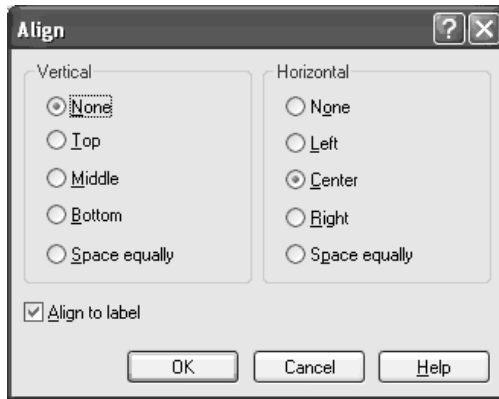 Align
Vertical
None
Top
Middle
Bottom
Space equally
Horizontal
None
Left
Center
Right
Space equally
Align to label
OK
Cancel
Help